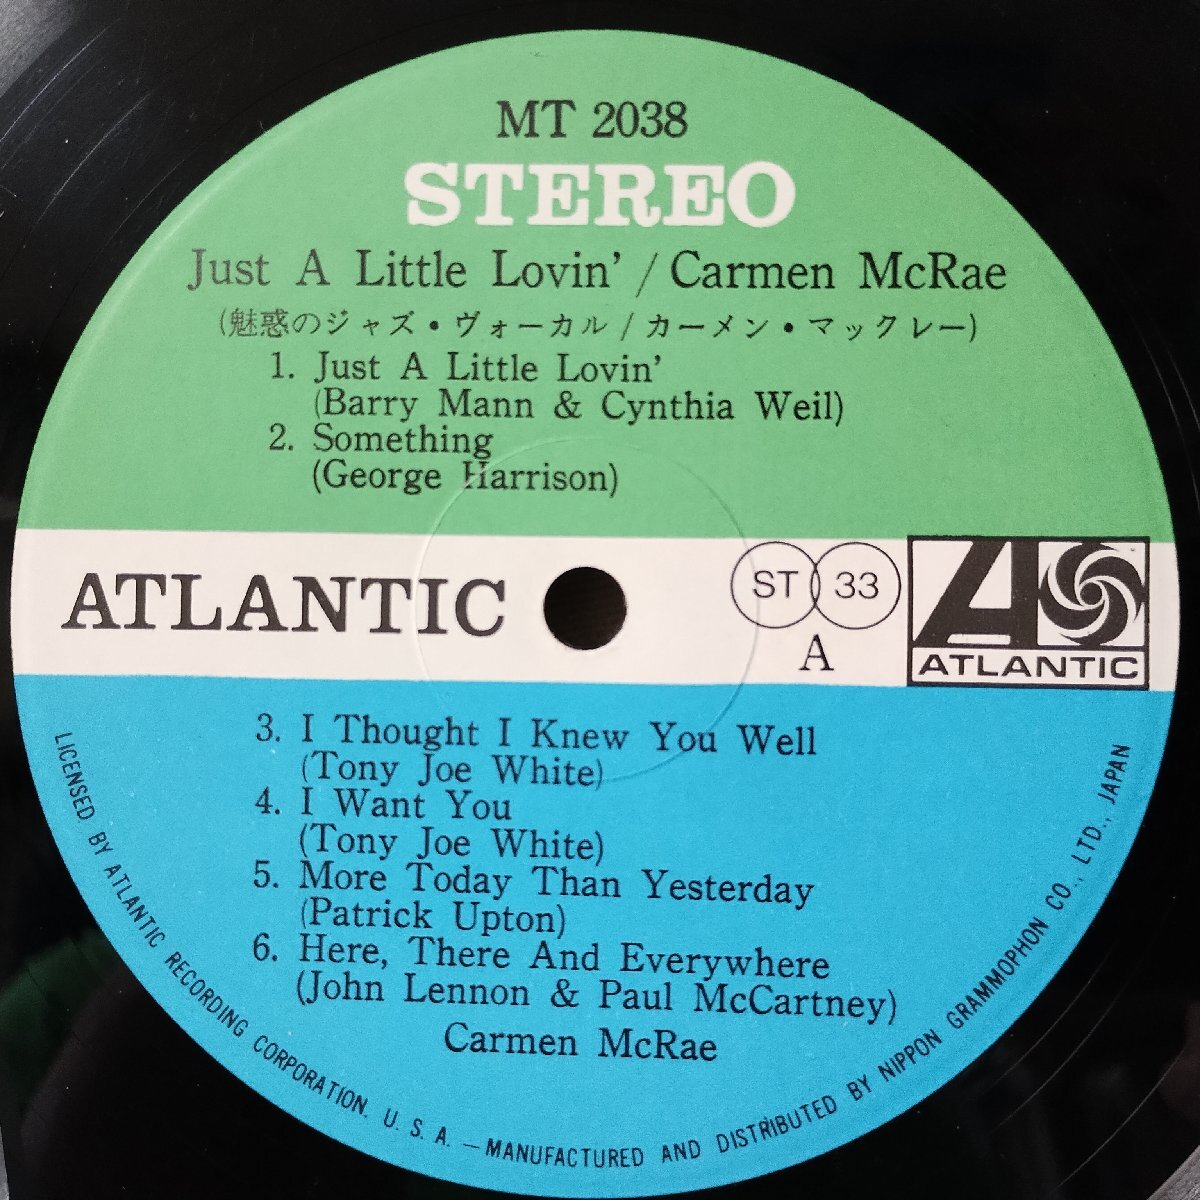 MT 2038
STEREO
Just A Little Lovin' / Carmen McRae
(魅惑のジャズ・ヴォーカル / カーメン・マックレー)
1. Just A Little Lovin'
(Barry Mann & Cynthia Weil)
2. Something
(George Harrison)
ATLANTIC
ST 33
A
ATLANTIC
3. I Thought I Knew You Well
(Tony Joe White)
4. I Want You
(Tony Joe White)
5. More Today Than Yesterday
(Patrick Upton)
6. Here, There And Everywhere
(John Lennon & Paul McCartney)
Carmen McRae
LICENSED BY ATLANTIC RECORDING CORPORATION. U. S. A. —MANUFACTURED AND DISTRIBUTED BY NIPPON GRAMMOPHON CO., LTD., JAPAN